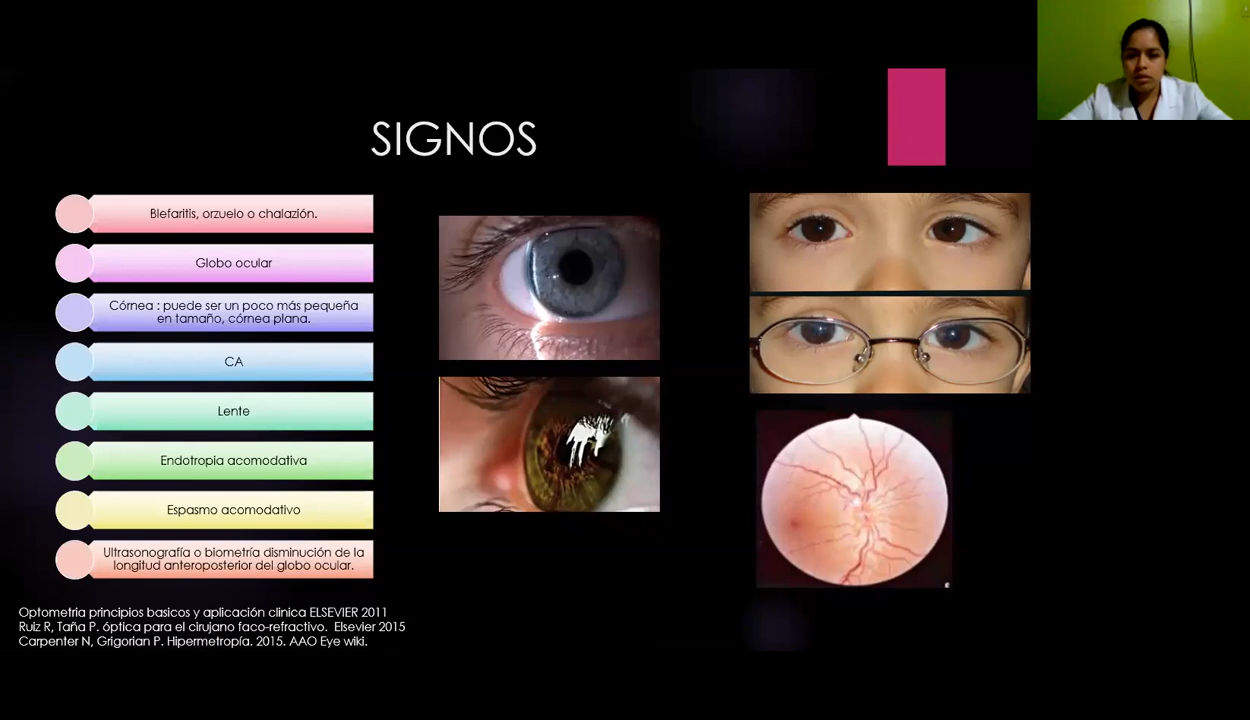 SIGNOS
Blefaritis, orzuelo o chalazión.
Globo ocular
Córnea : puede ser un poco más pequeña
en tamaño, córnea plana.
CA
Lente
Endotropia acomodativa
Espasmo acomodativo
Ultrasonografía o biometría disminución de la
longitud anteroposterior del globo ocular.
Optometria principios basicos y aplicación clinica ELSEVIER 2011
Ruiz R, Taña P. óptica para el cirujano faco-refractivo. Elsevier 2015
Carpenter N, Grigorian P. Hipermetropía. 2015. AAO Eye wiki.